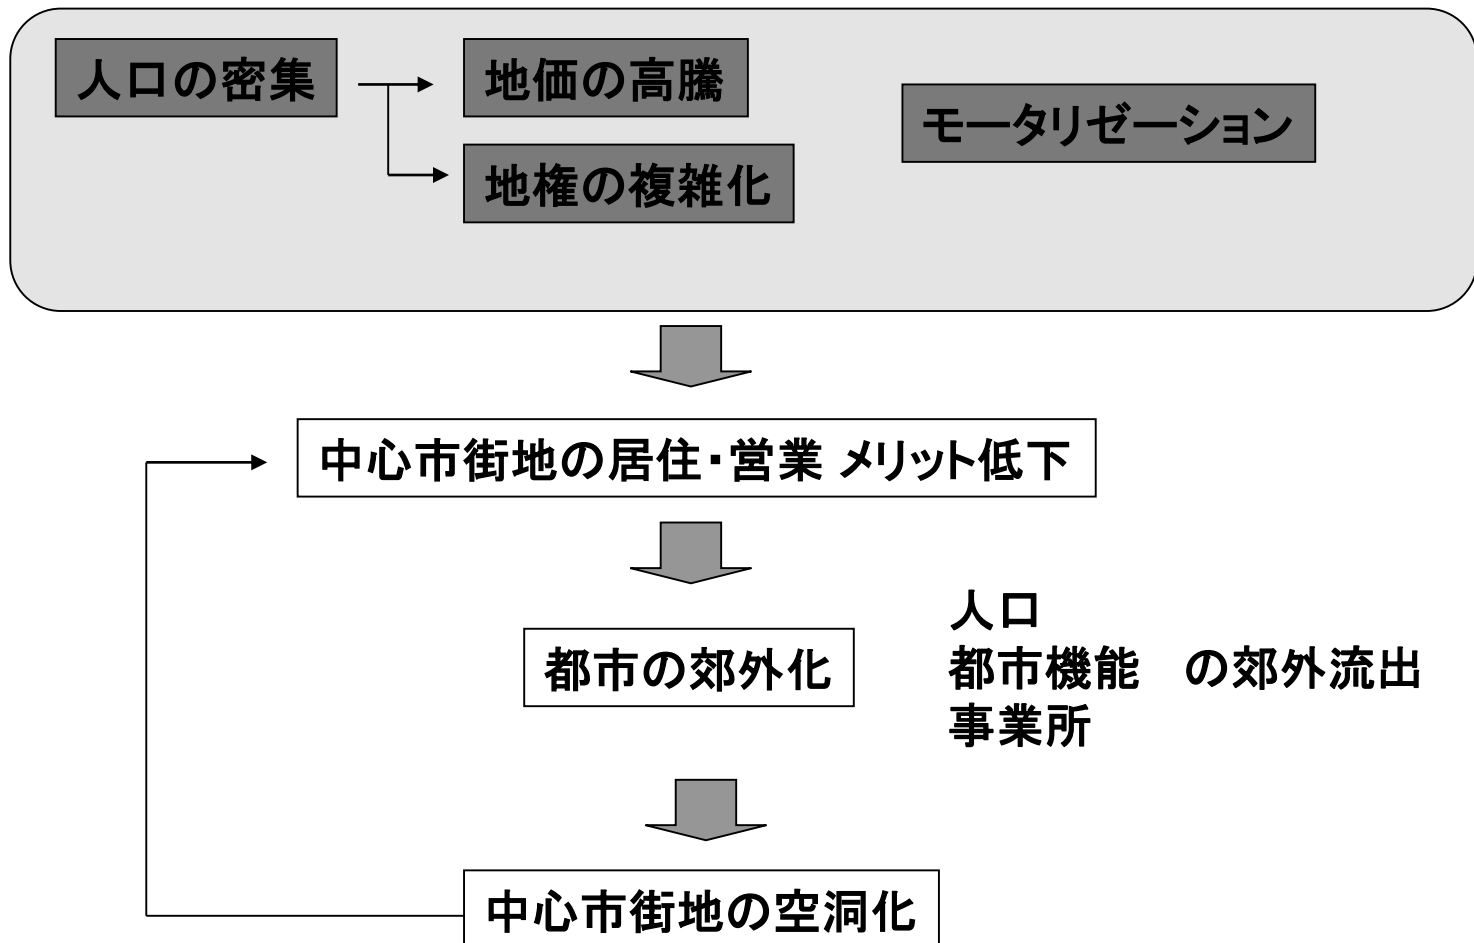 人口の密集
地価の高騰
地権の複雑化
モータリゼーション
中心市街地の居住・営業 メリット低下
都市の郊外化
人口
都市機能　の郊外流出
事業所
中心市街地の空洞化